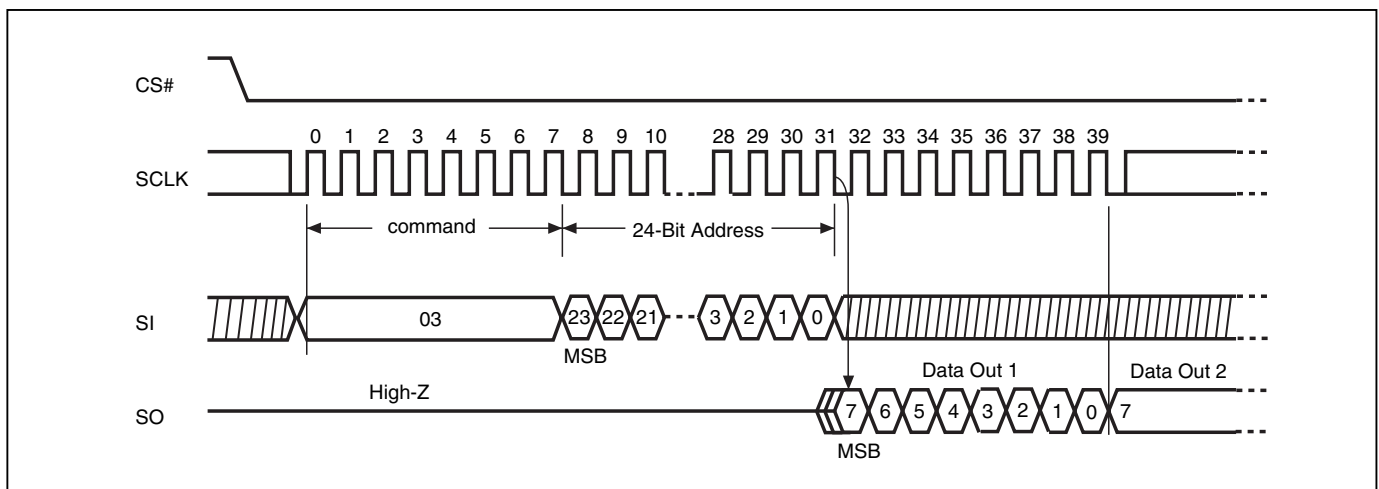 CS#
0 1 2 3 4 5 6 7 8 9 10 28 29 30 31 32 33 34 35 36 37 38 39
SCLK
command
24-Bit Address
SI
03
23 22 21 3 2 1 0
MSB
Data Out 1
Data Out 2
High-Z
SO
7 6 5 4 3 2 1 0 7
MSB